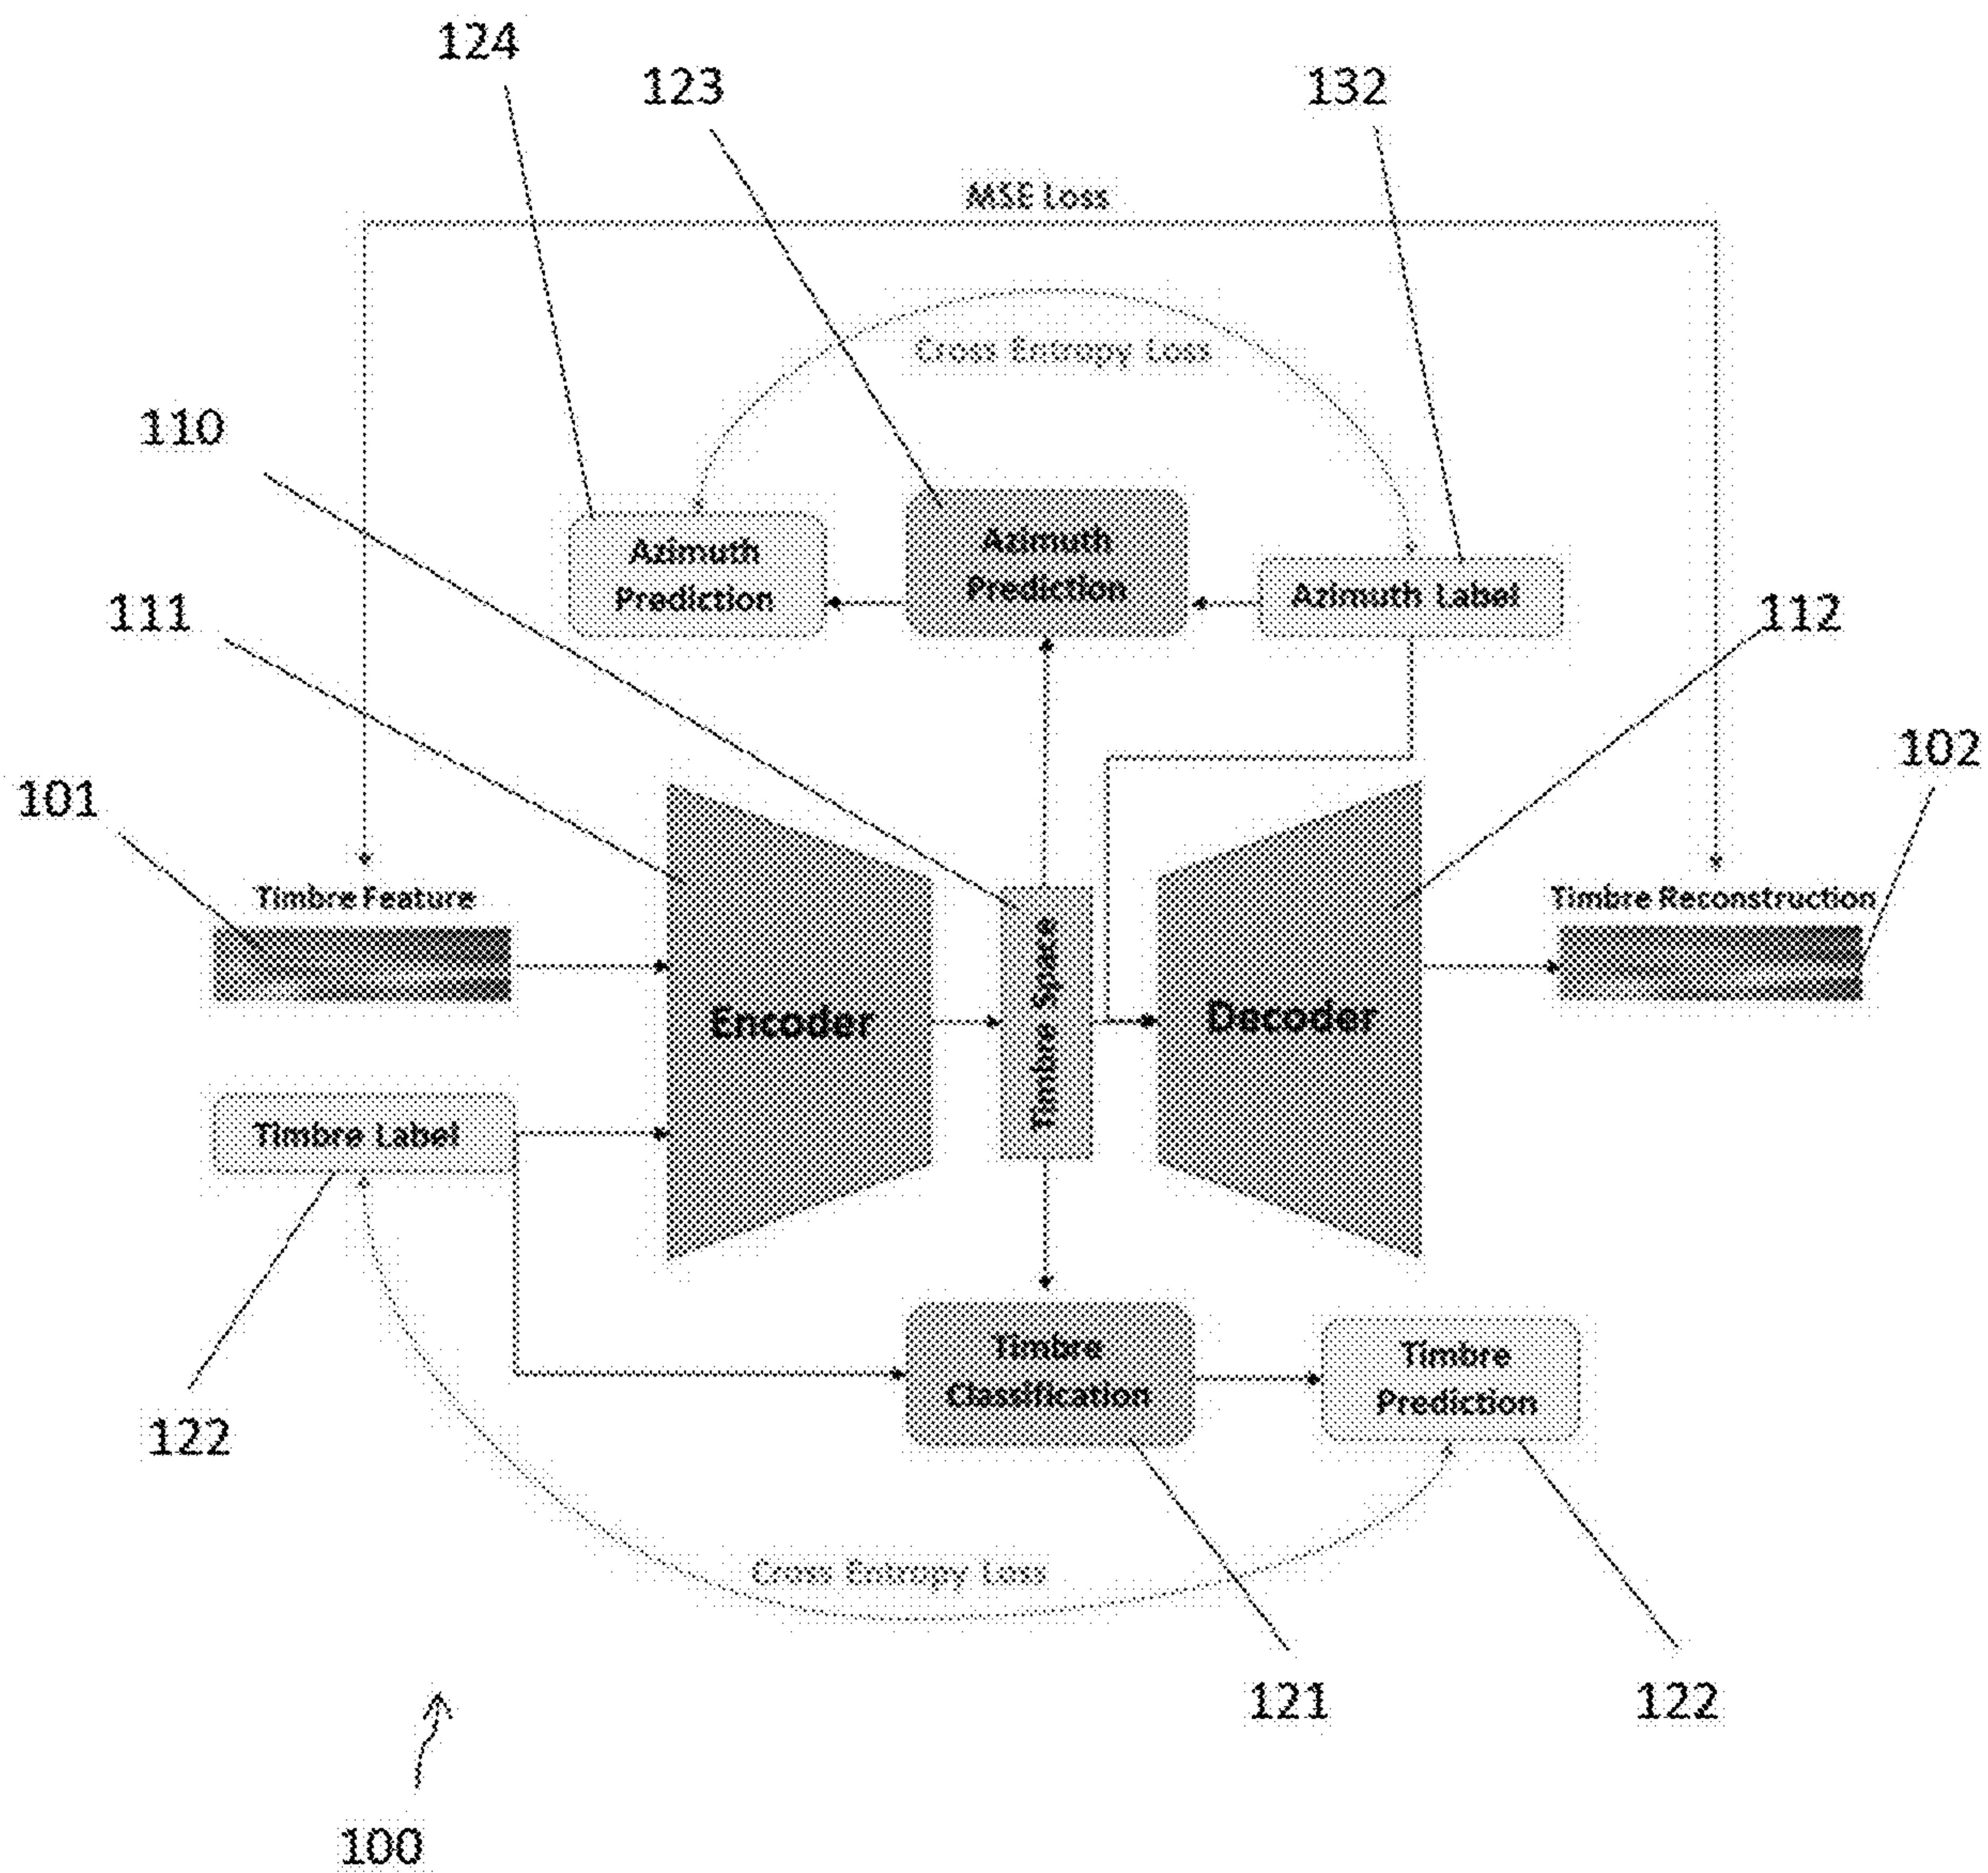 124
123
132
MSE Loss
Cross Entropy Loss
110
Azimuth
Prediction
Azimuth
Prediction
Azimuth Label
111
112
102
101
Timbre Feature
Timbre Reconstruction
Encoder
Timbre Space
Decoder
Timbre Label
Timbre
Classification
Timbre
Prediction
122
Cross Entropy Loss
121
122
100